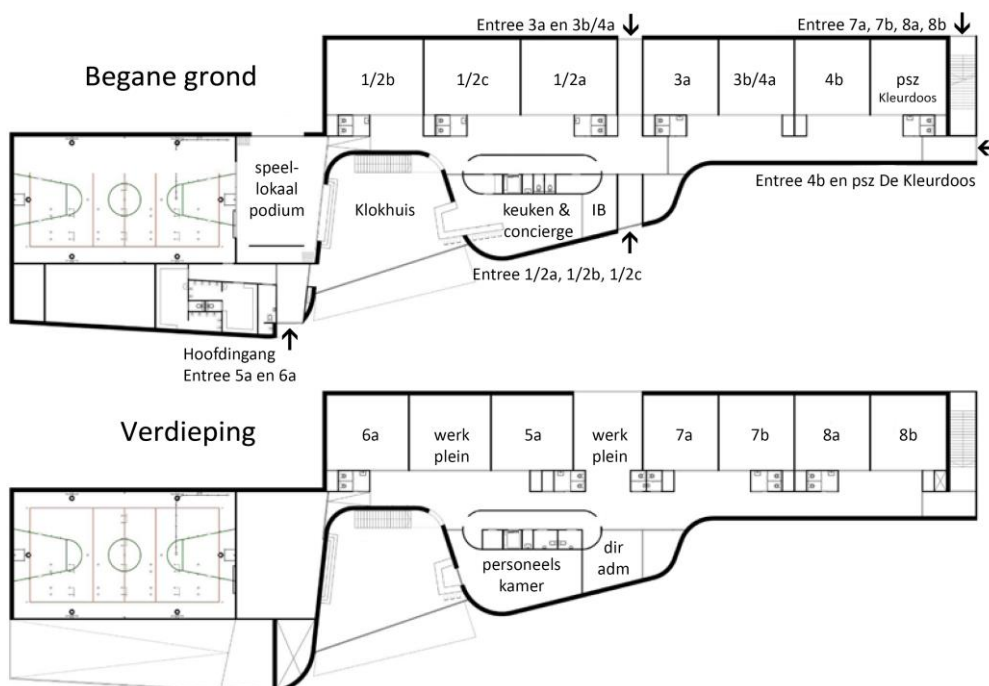 Entree 3a en 3b/4a
Entree 7a, 7b, 8a, 8b
Begane grond
1/2b
1/2c
1/2a
3a
3b/4a
4b
psz
Kleurdoos
speel-
lokaal
podium
Klokhuis
keuken &
concierge
IB
Entree 4b en psz De Kleurdoos
Entree 1/2a, 1/2b, 1/2c
Hoofdingang
Entree 5a en 6a
Verdieping
6a
werk
plein
5a
werk
plein
7a
7b
8a
8b
personeels
kamer
dir
adm